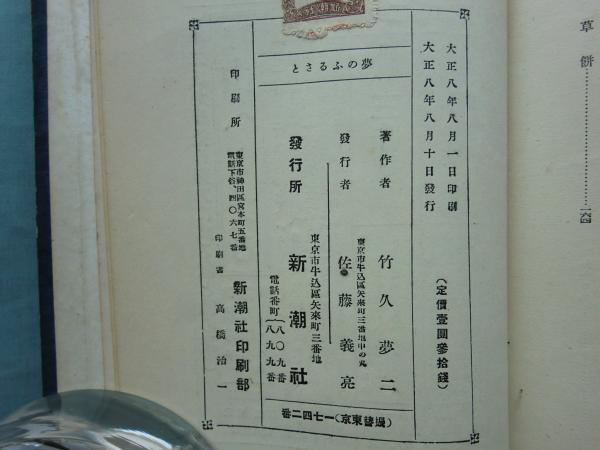 草餅……一六四
大正八年八月一日印刷
大正八年八月十日發行
(定價壹圓參拾錢)
夢のふるさと
著作者 竹久夢二
東京市牛込區矢來町三番地中の丸
發行者 佐藤義亮
東京市牛込區矢來町三番地
發行所 新潮社
電話番町(八〇九番
八九九番
(振替東京)一七四二番
東京市神田區宮本町五番地
電話下谷、四〇六七番
印刷所 新潮社印刷部
印刷者 高橋治一